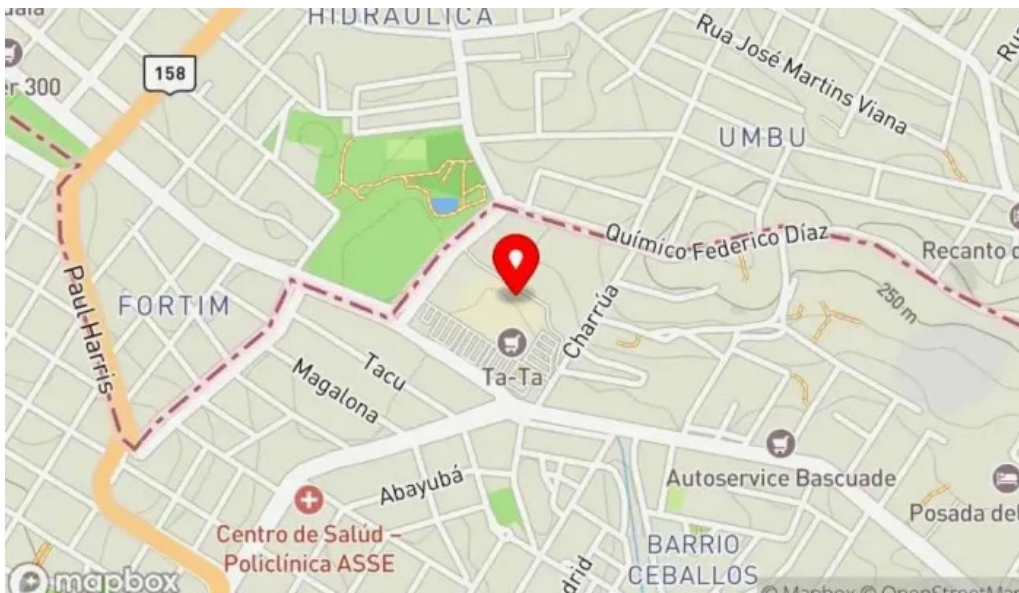 HIDRAULICA
158
er 300
Rua José Martins Viana
UMBU
Químico Federico Díaz
Recanto d
250 m
FORTIM
Paul Harris
Charrúa
Tacu
Magalona
Ta-Ta
Abayubá
Autoservice Bascuade
Centro de Salúd –
Policlínica ASSE
Posada del
BARRIO
CEBALLOS
adrid
mapbox
© Mapbox © OpenStreetMap